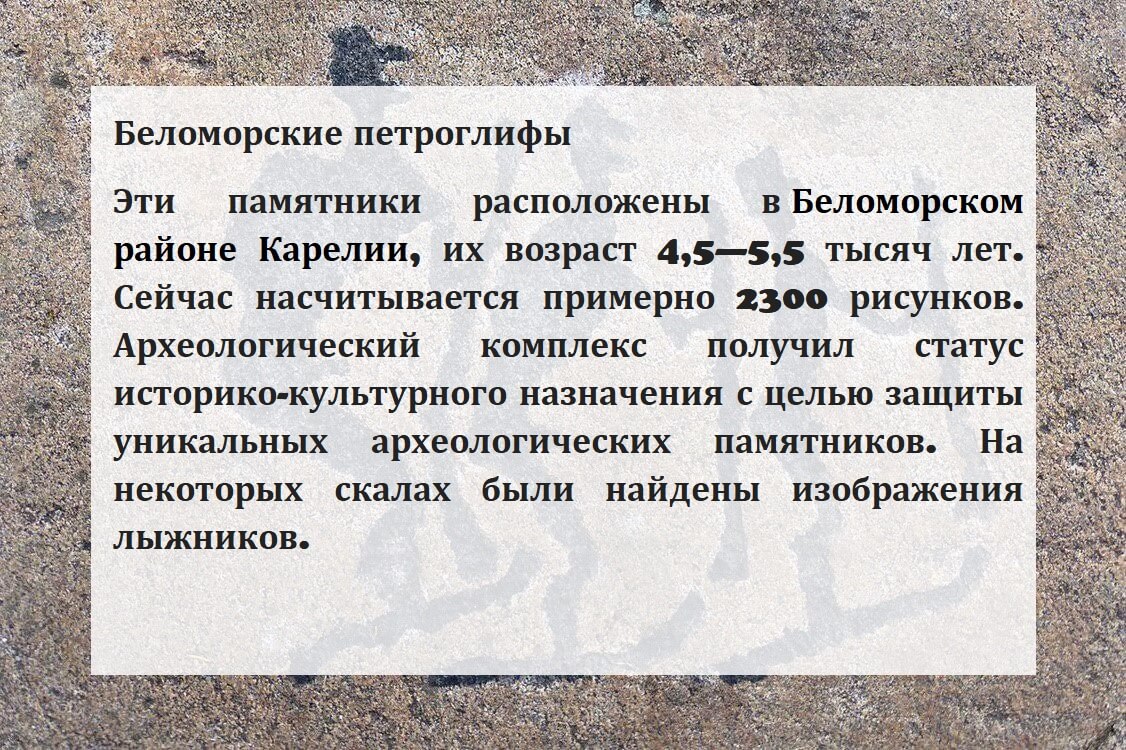 Беломорские петроглифы
Эти памятники расположены в Беломорском
районе Карелии, их возраст 4,5—5,5 тысяч лет.
Сейчас насчитывается примерно 2300 рисунков.
Археологический комплекс получил статус
историко-культурного назначения с целью защиты
уникальных археологических памятников. На
некоторых скалах были найдены изображения
лыжников.